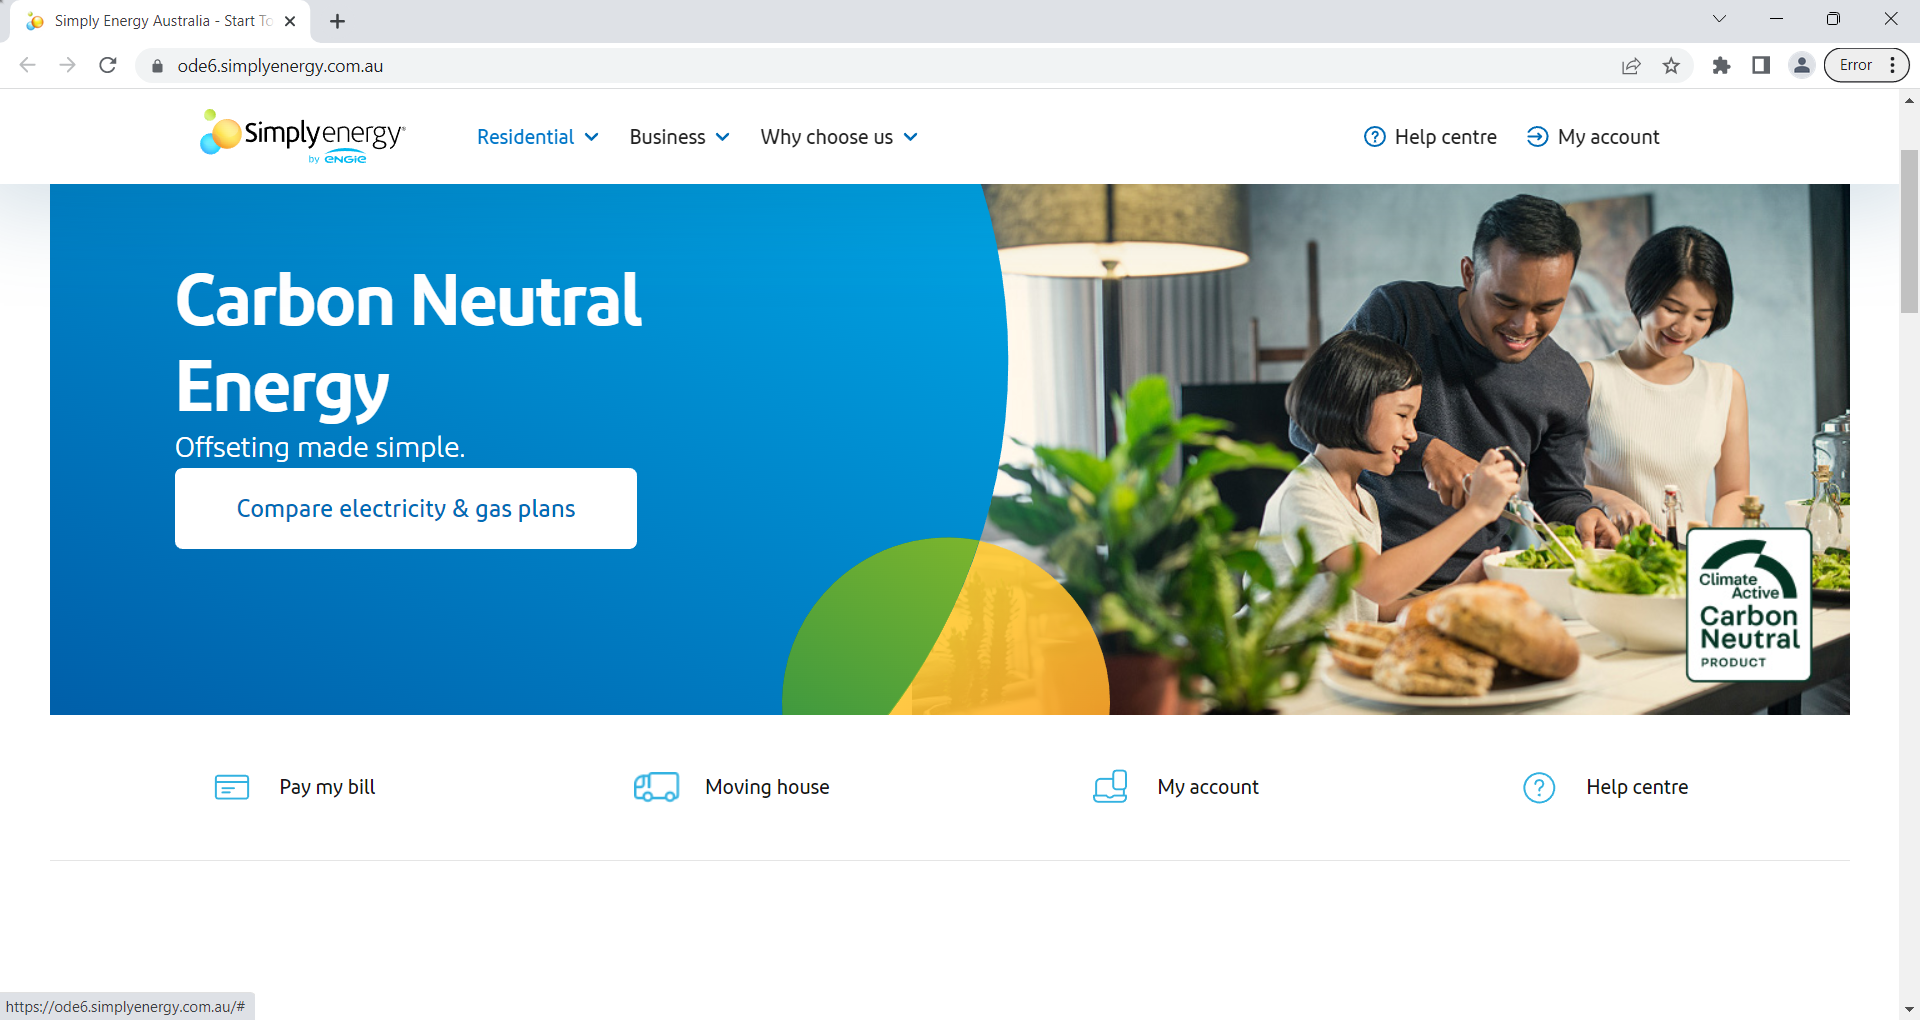 Simply Energy Australia - Start To
ode6.simplyenergy.com.au
Error
Simplyenergy
by ENGIE
Residential
Business
Why choose us
Help centre
My account
Carbon Neutral
Energy
Offseting made simple.
Compare electricity & gas plans
Climate
Active
Carbon
Neutral
PRODUCT
Pay my bill
Moving house
My account
Help centre
https://ode6.simplyenergy.com.au/#